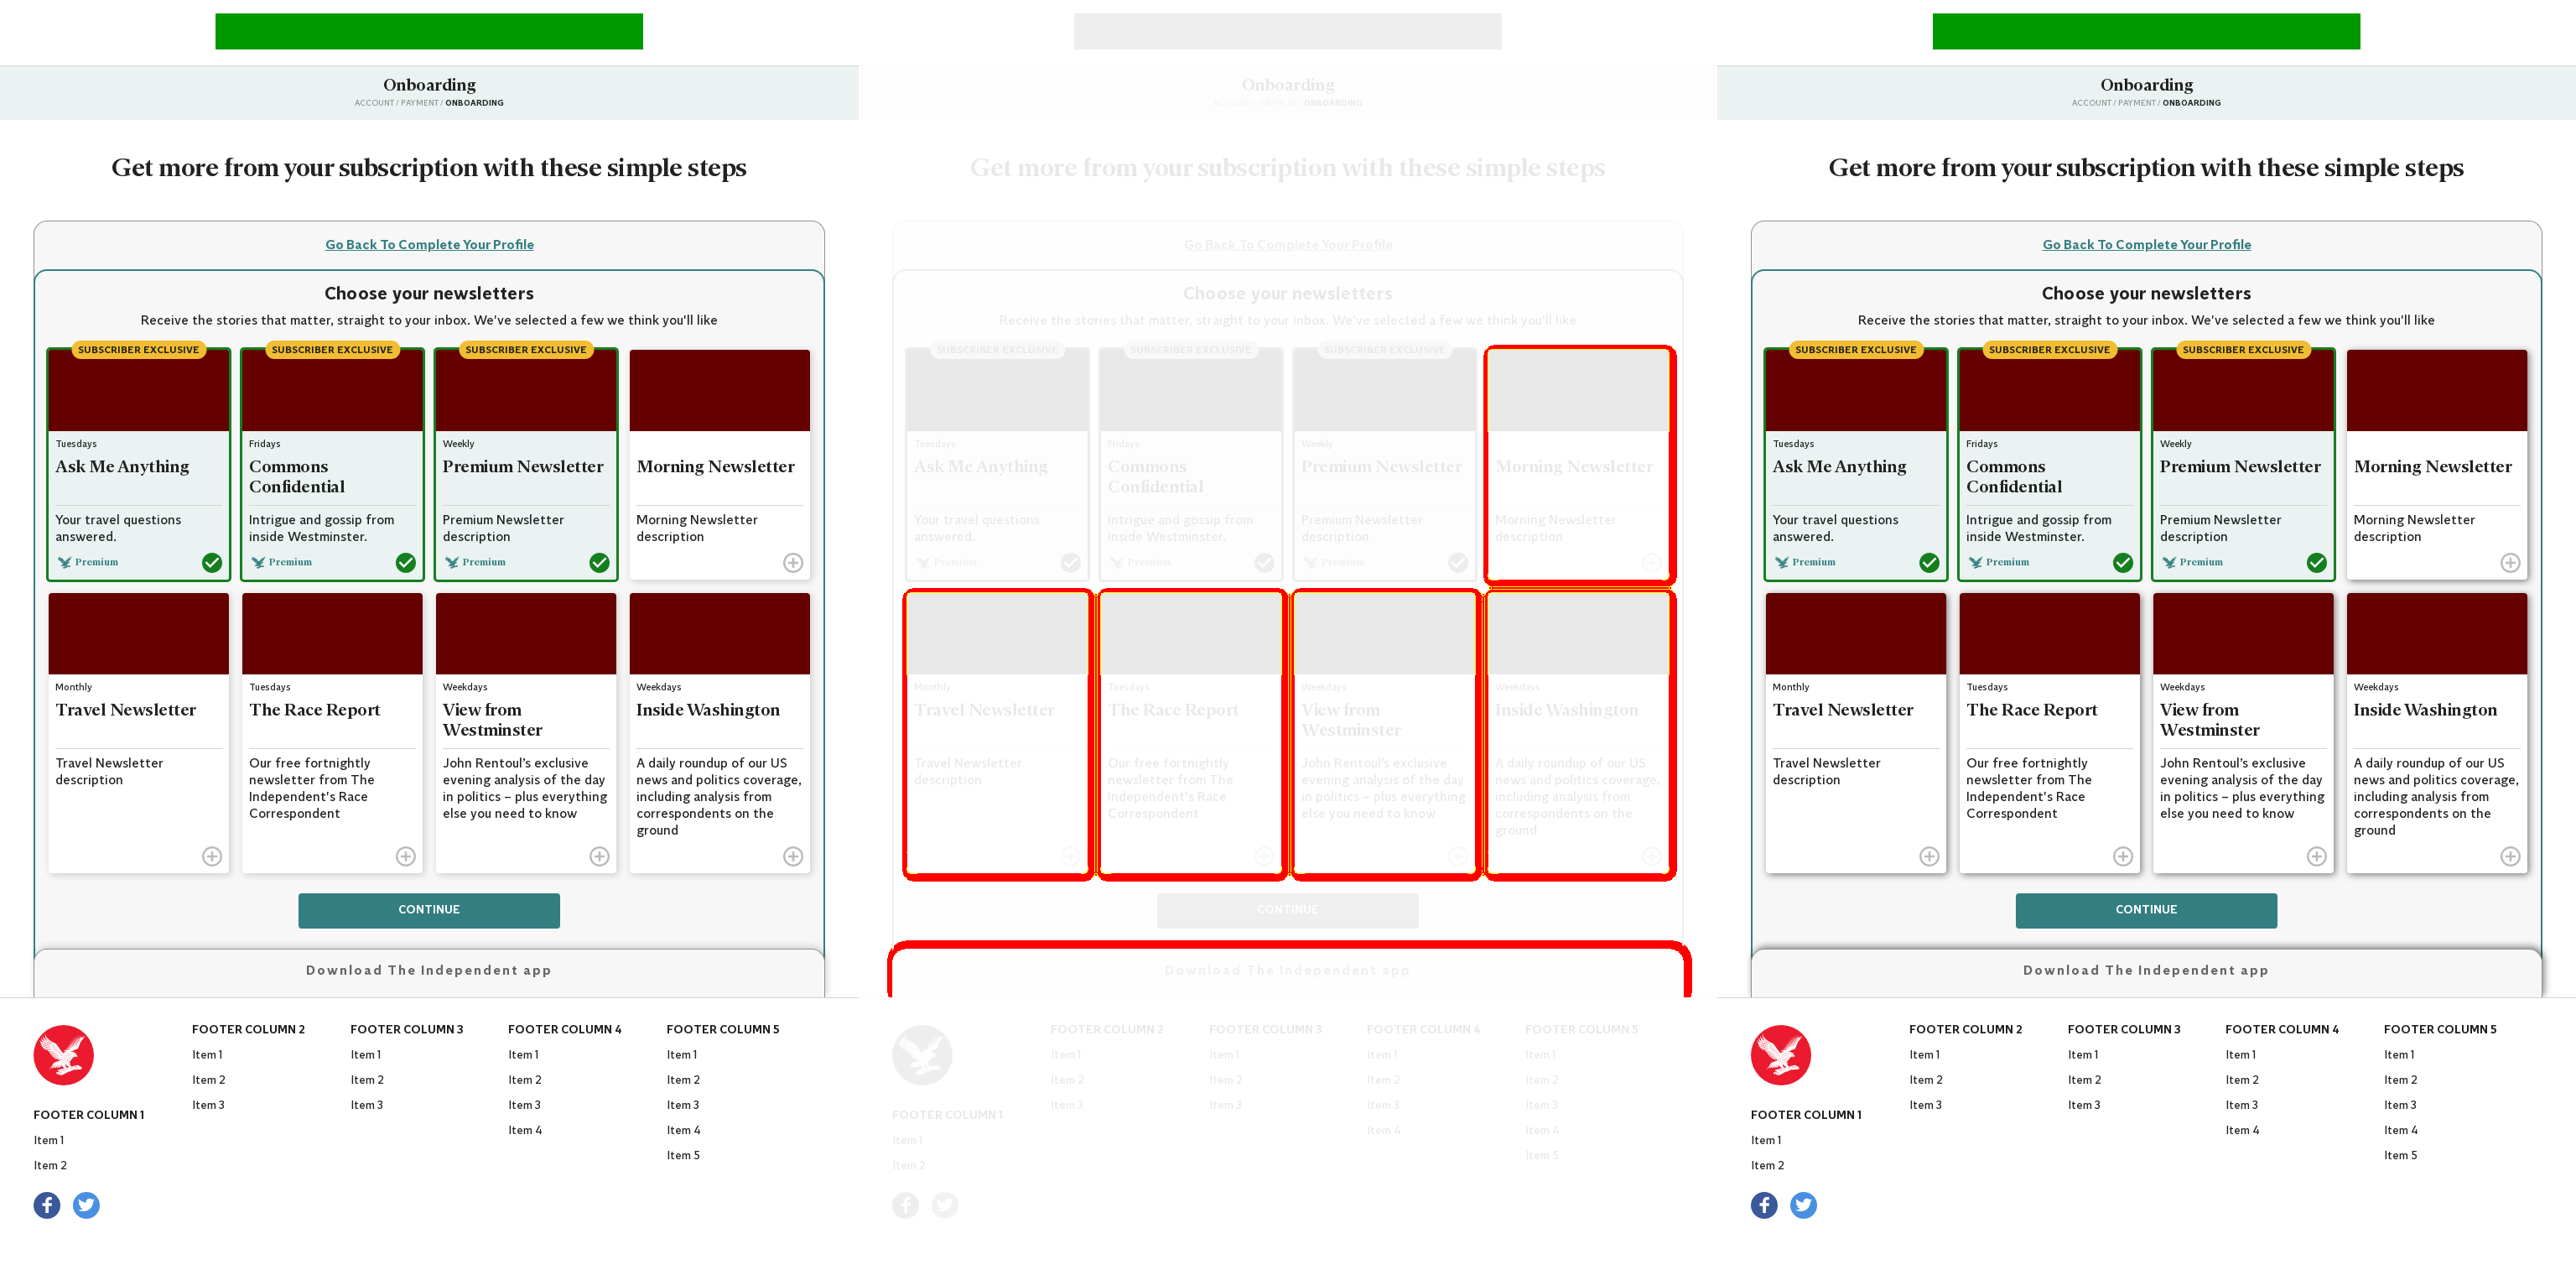 Onboarding
ACCOUNT / PAYMENT / ONBOARDING
Get more from your subscription with these simple steps
Go Back To Complete Your Profile
Choose your newsletters
Receive the stories that matter, straight to your inbox. We've selected a few we think you'll like
SUBSCRIBER EXCLUSIVE
Tuesdays
Ask Me Anything
Your travel questions
answered.
Premium
SUBSCRIBER EXCLUSIVE
Fridays
Commons
Confidential
Intrigue and gossip from
inside Westminster.
Premium
SUBSCRIBER EXCLUSIVE
Weekly
Premium Newsletter
Premium Newsletter
description
Premium
Morning Newsletter
Morning Newsletter
description
Monthly
Travel Newsletter
Travel Newsletter
description
Tuesdays
The Race Report
Our free fortnightly
newsletter from The
Independent's Race
Correspondent
Weekdays
View from
Westminster
John Rentoul's exclusive
evening analysis of the day
in politics – plus everything
else you need to know
Weekdays
Inside Washington
A daily roundup of our US
news and politics coverage,
including analysis from
correspondents on the
ground
CONTINUE
Download The Independent app
FOOTER COLUMN 1
Item 1
Item 2
FOOTER COLUMN 2
Item 1
Item 2
Item 3
FOOTER COLUMN 3
Item 1
Item 2
Item 3
FOOTER COLUMN 4
Item 1
Item 2
Item 3
Item 4
FOOTER COLUMN 5
Item 1
Item 2
Item 3
Item 4
Item 5
Onboarding
ACCOUNT / PAYMENT / ONBOARDING
Get more from your subscription with these simple steps
Go Back To Complete Your Profile
Choose your newsletters
Receive the stories that matter, straight to your inbox. We've selected a few we think you'll like
SUBSCRIBER EXCLUSIVE
Tuesdays
Ask Me Anything
Your travel questions
answered.
Premium
SUBSCRIBER EXCLUSIVE
Fridays
Commons
Confidential
Intrigue and gossip from
inside Westminster.
Premium
SUBSCRIBER EXCLUSIVE
Weekly
Premium Newsletter
Premium Newsletter
description
Premium
Morning Newsletter
Morning Newsletter
description
Monthly
Travel Newsletter
Travel Newsletter
description
Tuesdays
The Race Report
Our free fortnightly
newsletter from The
Independent's Race
Correspondent
Weekdays
View from
Westminster
John Rentoul's exclusive
evening analysis of the day
in politics – plus everything
else you need to know
Weekdays
Inside Washington
A daily roundup of our US
news and politics coverage,
including analysis from
correspondents on the
ground
CONTINUE
Download The Independent app
FOOTER COLUMN 1
Item 1
Item 2
FOOTER COLUMN 2
Item 1
Item 2
Item 3
FOOTER COLUMN 3
Item 1
Item 2
Item 3
FOOTER COLUMN 4
Item 1
Item 2
Item 3
Item 4
FOOTER COLUMN 5
Item 1
Item 2
Item 3
Item 4
Item 5
Onboarding
ACCOUNT / PAYMENT / ONBOARDING
Get more from your subscription with these simple steps
Go Back To Complete Your Profile
Choose your newsletters
Receive the stories that matter, straight to your inbox. We've selected a few we think you'll like
SUBSCRIBER EXCLUSIVE
Tuesdays
Ask Me Anything
Your travel questions
answered.
Premium
SUBSCRIBER EXCLUSIVE
Fridays
Commons
Confidential
Intrigue and gossip from
inside Westminster.
Premium
SUBSCRIBER EXCLUSIVE
Weekly
Premium Newsletter
Premium Newsletter
description
Premium
Morning Newsletter
Morning Newsletter
description
Monthly
Travel Newsletter
Travel Newsletter
description
Tuesdays
The Race Report
Our free fortnightly
newsletter from The
Independent's Race
Correspondent
Weekdays
View from
Westminster
John Rentoul's exclusive
evening analysis of the day
in politics – plus everything
else you need to know
Weekdays
Inside Washington
A daily roundup of our US
news and politics coverage,
including analysis from
correspondents on the
ground
CONTINUE
Download The Independent app
FOOTER COLUMN 1
Item 1
Item 2
FOOTER COLUMN 2
Item 1
Item 2
Item 3
FOOTER COLUMN 3
Item 1
Item 2
Item 3
FOOTER COLUMN 4
Item 1
Item 2
Item 3
Item 4
FOOTER COLUMN 5
Item 1
Item 2
Item 3
Item 4
Item 5